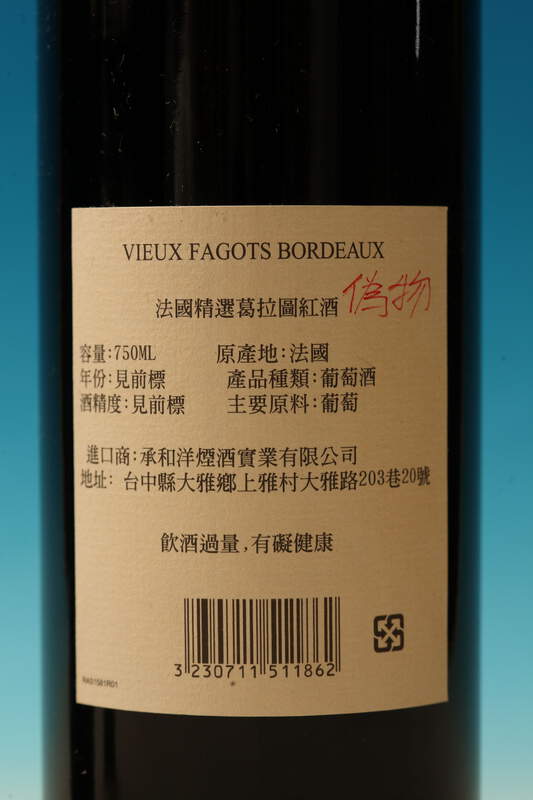 VIEUX FAGOTS BORDEAUX
法國精選葛拉圖紅酒 偽物
容量:750ML 原產地:法國
年份:見前標 產品種類:葡萄酒
酒精度:見前標 主要原料:葡萄
進口商:承和洋煙酒實業有限公司
地址: 台中縣大雅鄉上雅村大雅路203巷20號
飲酒過量,有礙健康
3 230711 511862